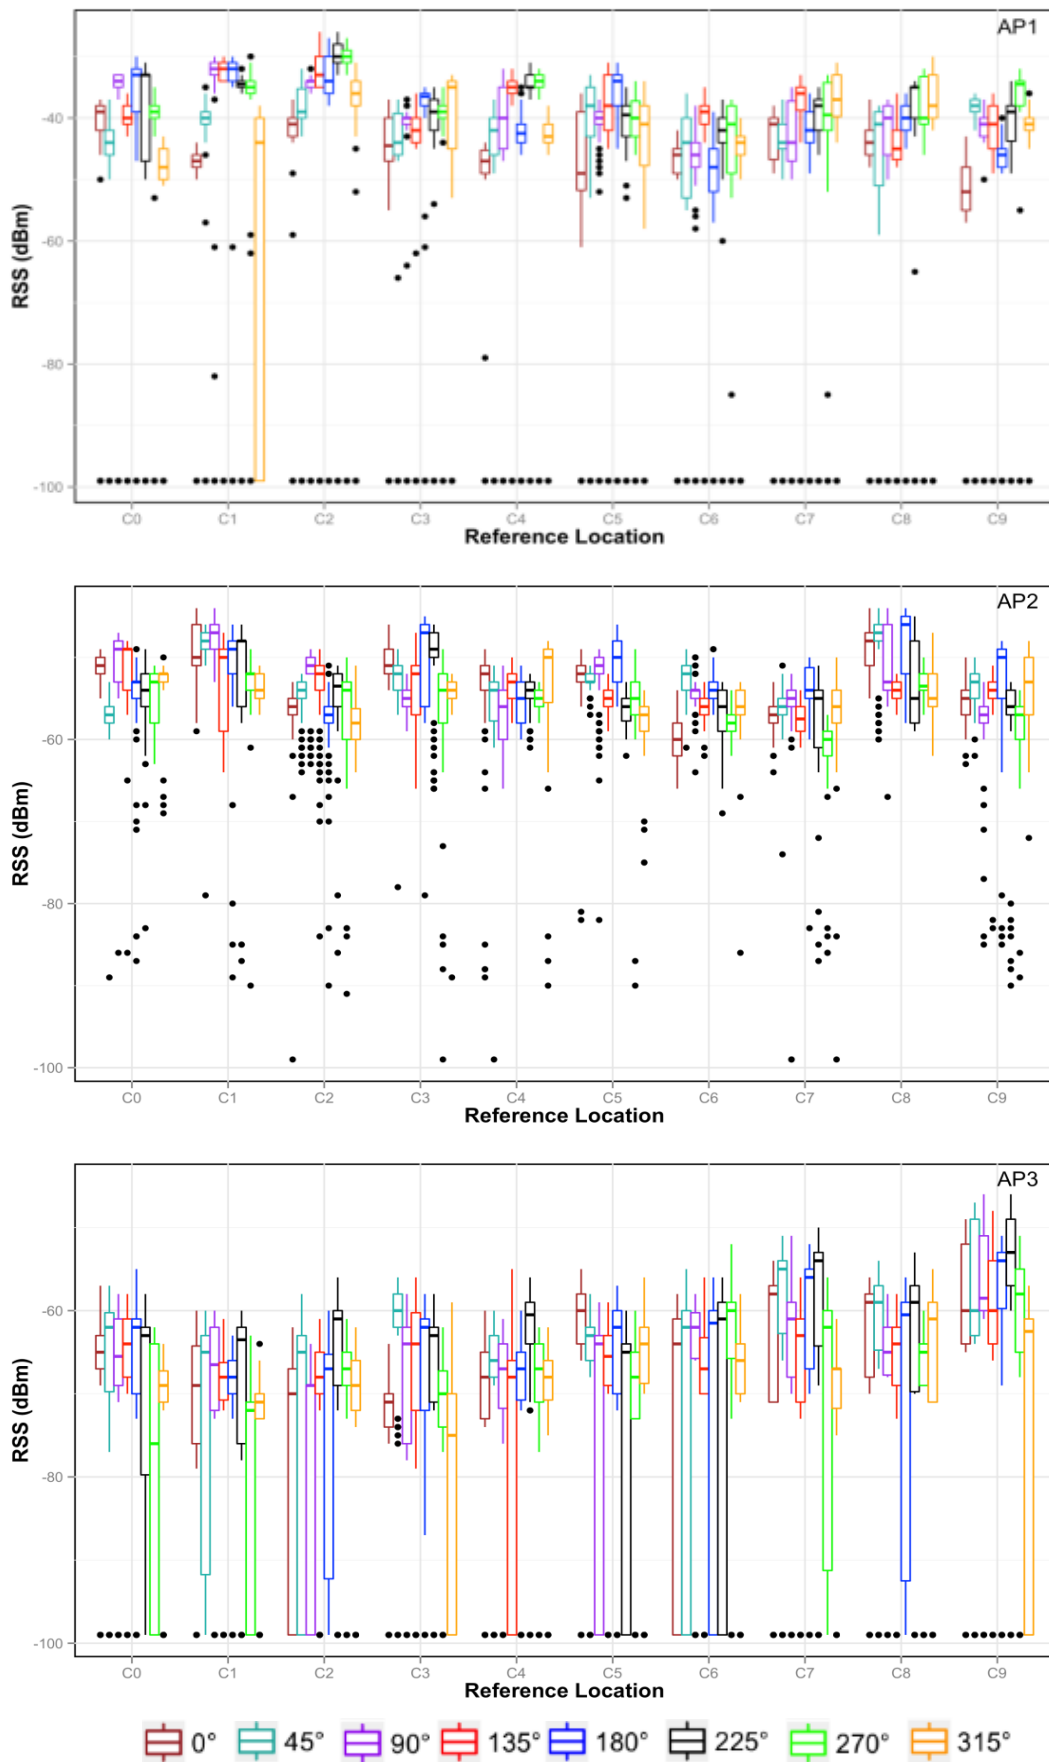 AP1
-40
-60
-80
-100
RSS (dBm)
C0 C1 C2 C3 C4 C5 C6 C7 C8 C9
Reference Location
AP2
-60
-80
-100
RSS (dBm)
C0 C1 C2 C3 C4 C5 C6 C7 C8 C9
Reference Location
AP3
-60
-80
-100
RSS (dBm)
C0 C1 C2 C3 C4 C5 C6 C7 C8 C9
Reference Location
0° 45° 90° 135° 180° 225° 270° 315°